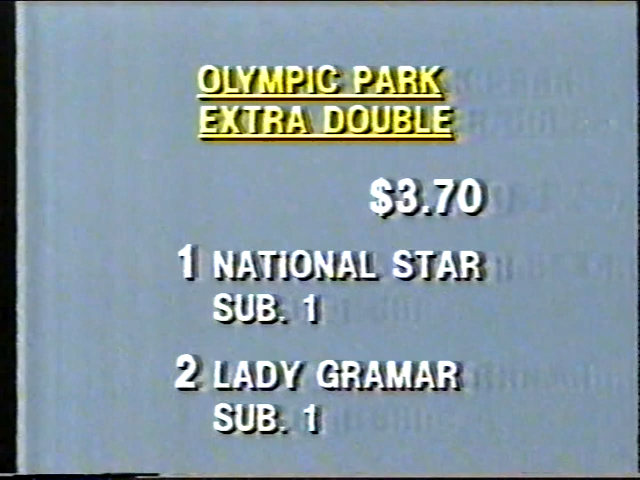 OLYMPIC PARK
EXTRA DOUBLE
$3.70
1 NATIONAL STAR
SUB. 1
2 LADY GRAMAR
SUB. 1